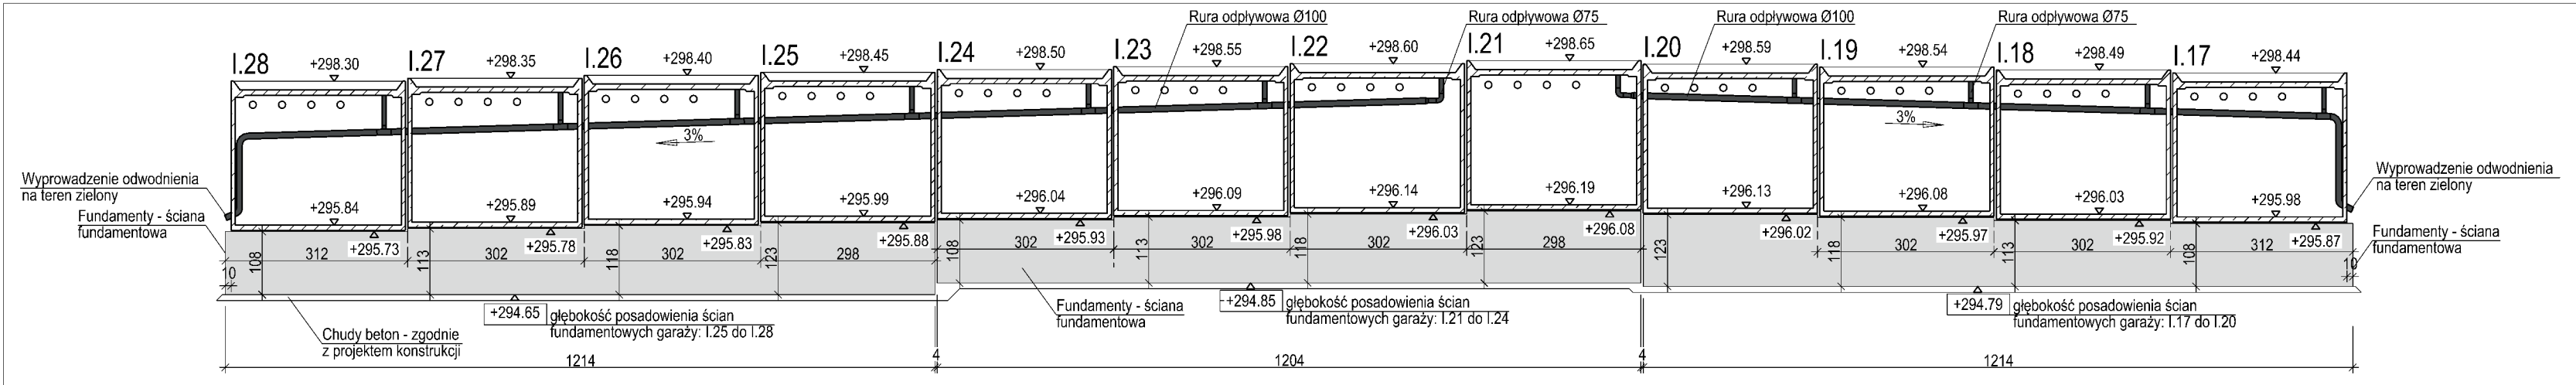 Rura odpływowa Ø100
Rura odpływowa Ø75
Rura odpływowa Ø100
Rura odpływowa Ø75
I.28
+298.30
I.27
+298.35
I.26
+298.40
I.25
+298.45
I.24
+298.50
I.23
+298.55
I.22
+298.60
I.21
+298.65
I.20
+298.59
I.19
+298.54
I.18
+298.49
I.17
+298.44
3%
3%
Wyprowadzenie odwodnienia
na teren zielony
Wyprowadzenie odwodnienia
na teren zielony
+295.84
+295.89
+295.94
+295.99
+296.04
+296.09
+296.14
+296.19
+296.13
+296.08
+296.03
+295.98
Fundamenty - ściana
fundamentowa
Fundamenty - ściana
fundamentowa
+295.73
+295.78
+295.83
+295.88
+295.93
+295.98
+296.03
+296.08
+296.02
+295.97
+295.92
+295.87
10
108
312
113
302
118
302
123
298
108
302
113
302
118
302
123
298
123
118
302
113
302
108
312
10
+294.65
głębokość posadowienia ścian
fundamentowych garaży: I.25 do I.28
Fundamenty - ściana
fundamentowa
+294.85
głębokość posadowienia ścian
fundamentowych garaży: I.21 do I.24
+294.79
głębokość posadowienia ścian
fundamentowych garaży: I.17 do I.20
Chudy beton - zgodnie
z projektem konstrukcji
1214
4
1204
4
1214